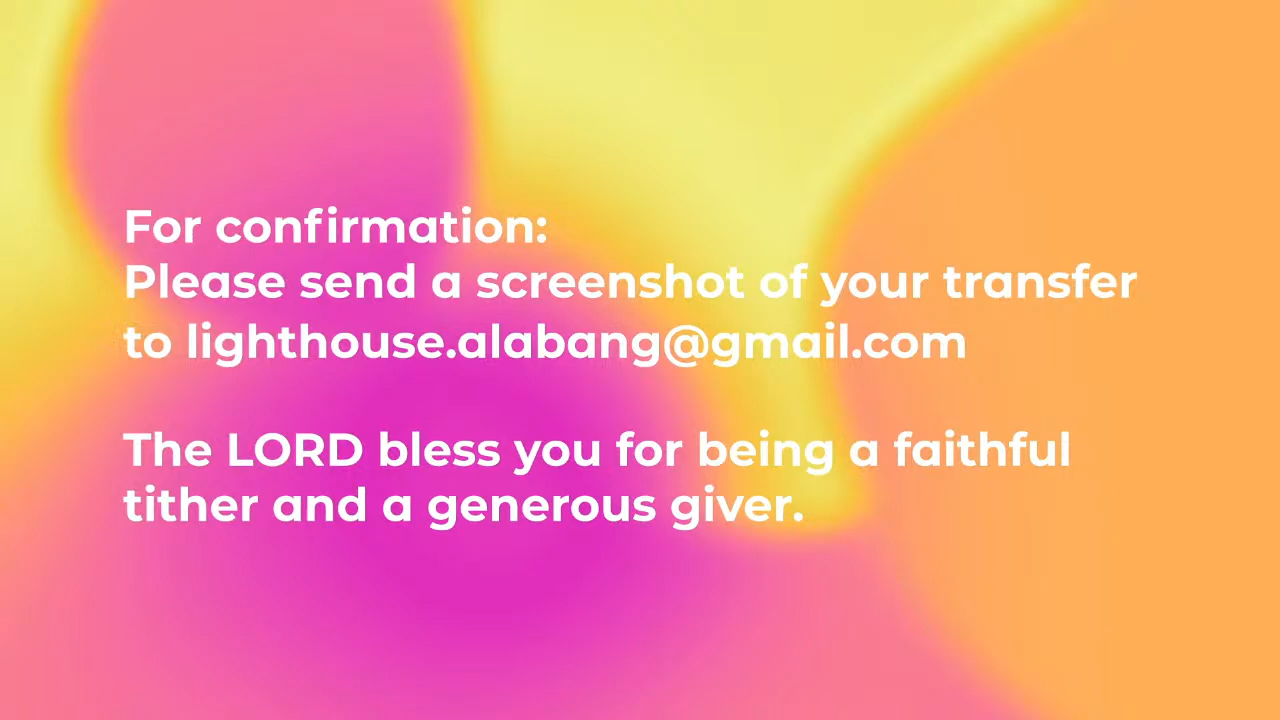 For confirmation:
Please send a screenshot of your transfer
to lighthouse.alabang@gmail.com
The LORD bless you for being a faithful
tither and a generous giver.